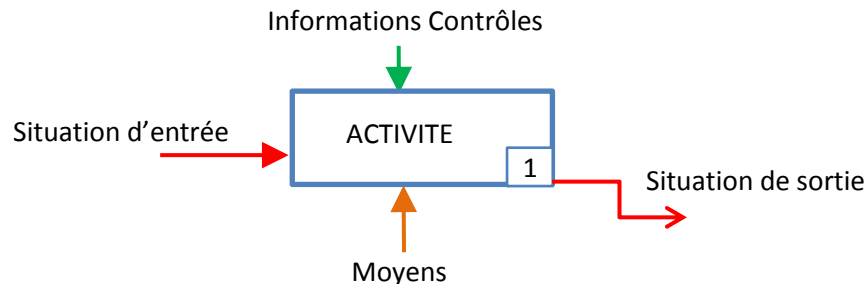 Informations Contrôles
Situation d’entrée
ACTIVITE
1
Situation de sortie
Moyens